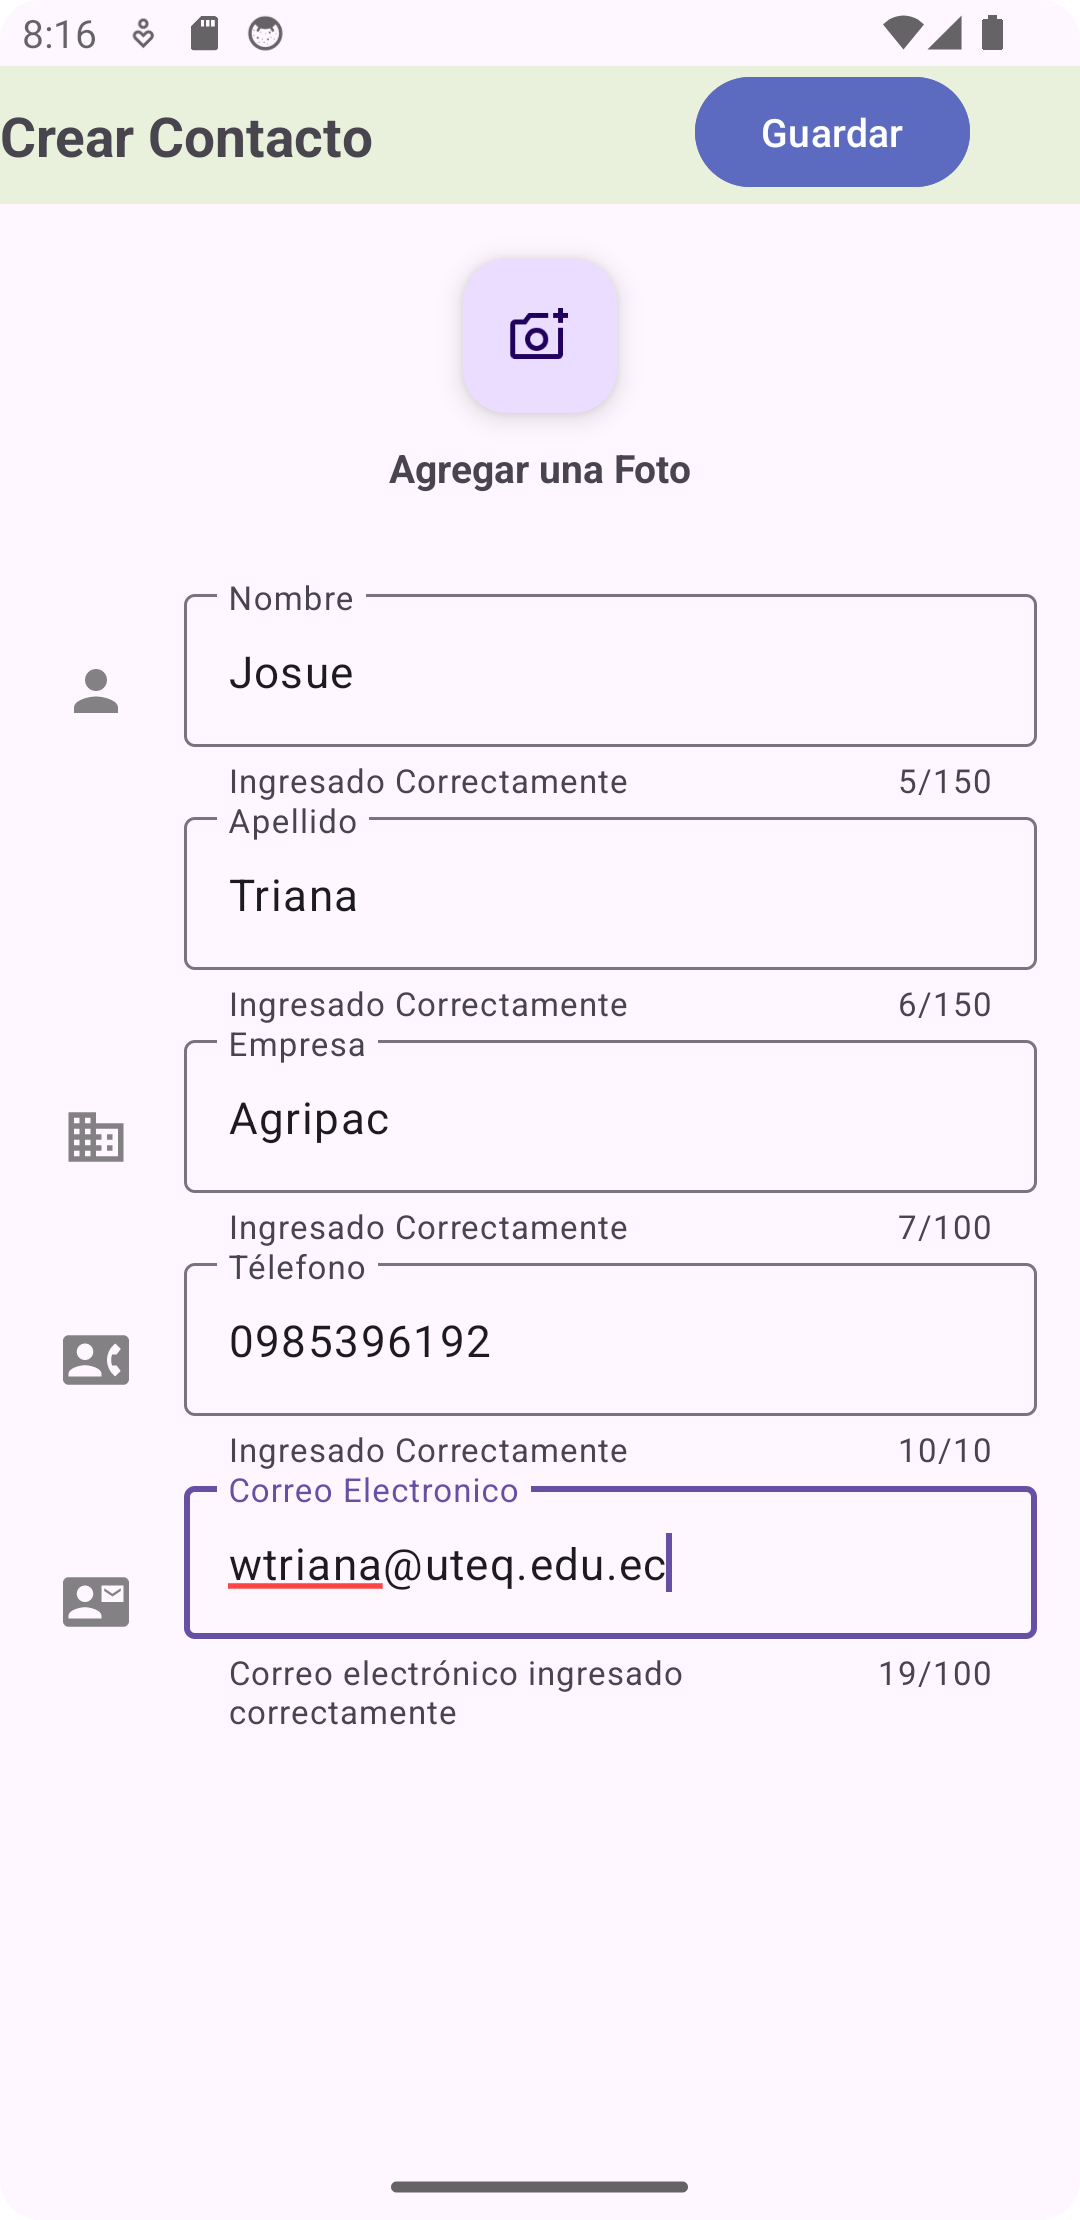 8:16
Crear Contacto
Guardar
Agregar una Foto
Nombre
Josue
Ingresado Correctamente 5/150
Apellido
Triana
Ingresado Correctamente 6/150
Empresa
Agripac
Ingresado Correctamente 7/100
Télefono
0985396192
Ingresado Correctamente 10/10
Correo Electronico
wtriana@uteq.edu.ec
Correo electrónico ingresado 19/100
correctamente